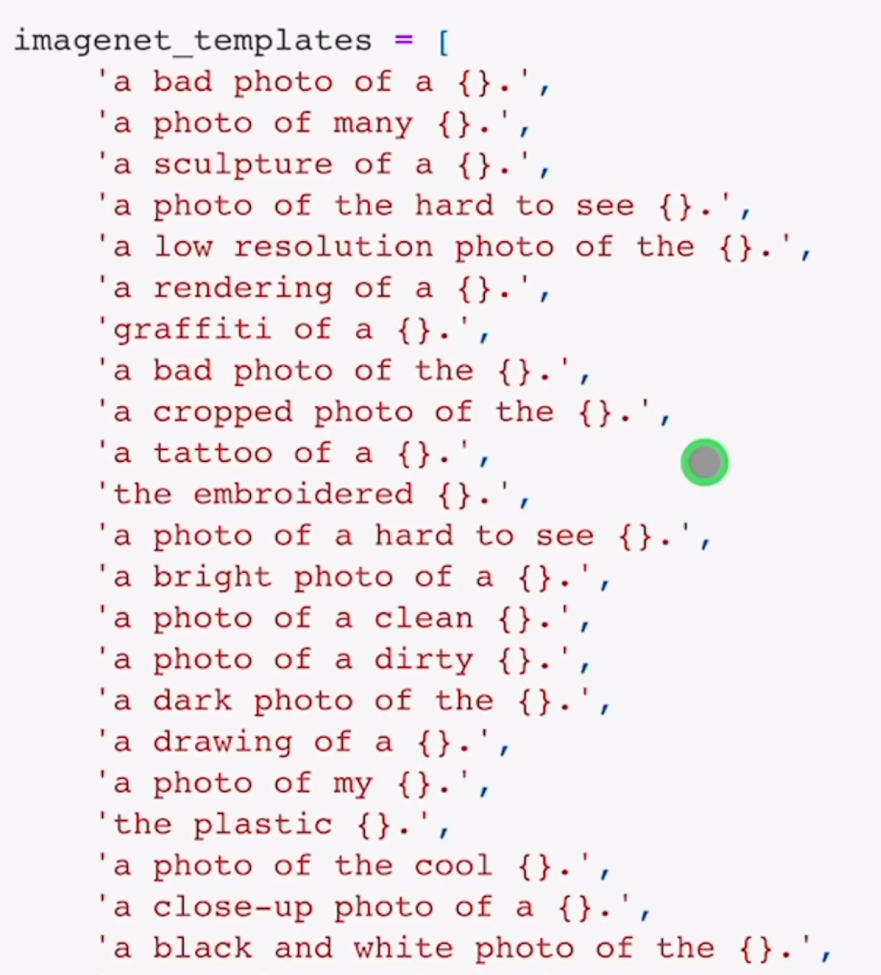 imagenet_templates = [
'a bad photo of a {}.',
'a photo of many {}.',
'a sculpture of a {}.',
'a photo of the hard to see {}.',
'a low resolution photo of the {}.',
'a rendering of a {}.',
'graffiti of a {}.',
'a bad photo of the {}.',
'a cropped photo of the {}.',
'a tattoo of a {}.',
'the embroidered {}.',
'a photo of a hard to see {}.',
'a bright photo of a {}.',
'a photo of a clean {}.',
'a photo of a dirty {}.',
'a dark photo of the {}.',
'a drawing of a {}.',
'a photo of my {}.',
'the plastic {}.',
'a photo of the cool {}.',
'a close-up photo of a {}.',
'a black and white photo of the {}.',